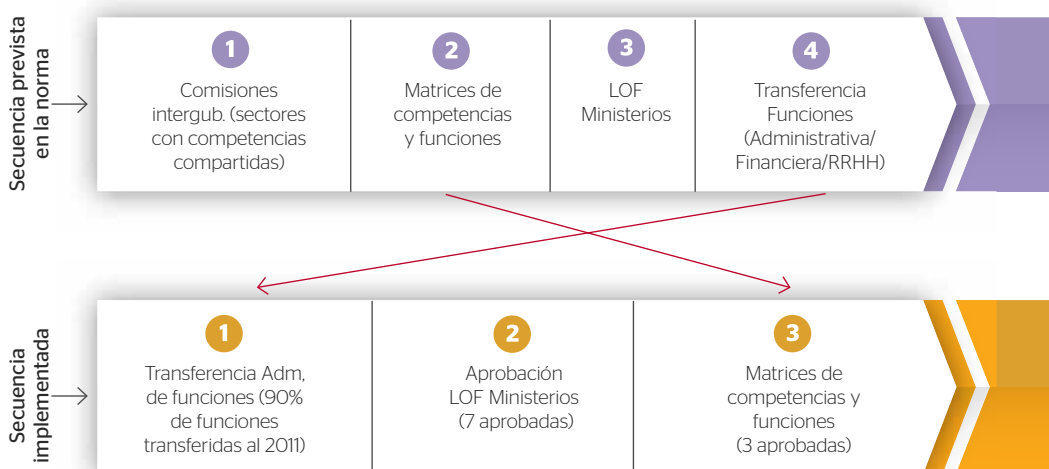 Secuencia prevista
en la norma
1
Comisiones
intergub. (sectores
con competencias
compartidas)
2
Matrices de
competencias
y funciones
3
LOF
Ministerios
4
Transferencia
Funciones
(Administrativa/
Financiera/RRHH)
Secuencia
implementada
1
Transferencia Adm,
de funciones (90%
de funciones
transferidas al 2011)
2
Aprobación
LOF Ministerios
(7 aprobadas)
3
Matrices de
competencias y
funciones
(3 aprobadas)